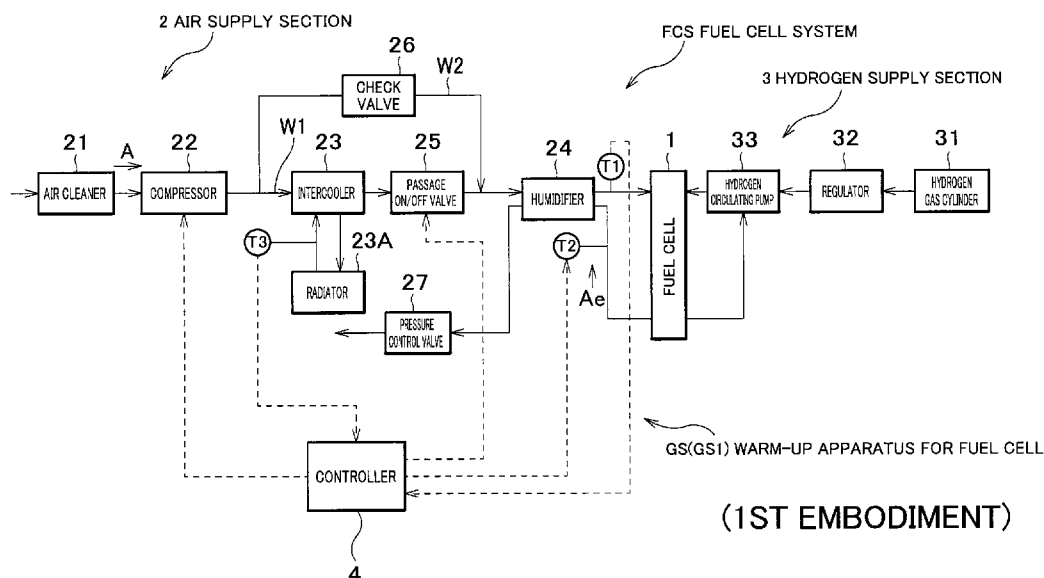 2 AIR SUPPLY SECTION
FCS FUEL CELL SYSTEM
3 HYDROGEN SUPPLY SECTION
26
CHECK
VALVE
W2
21
AIR CLEANER
A
22
COMPRESSOR
W1
23
INTERCOOLER
25
PASSAGE
ON/OFF VALVE
24
HUMIDIFIER
T1
1
FUEL CELL
33
HYDROGEN
CIRCULATING PUMP
32
REGULATOR
31
HYDROGEN
GAS CYLINDER
T3
23A
RADIATOR
T2
Ae
27
PRESSURE
CONTROL VALVE
CONTROLLER
4
GS(GS1) WARM-UP APPARATUS FOR FUEL CELL
(1ST EMBODIMENT)